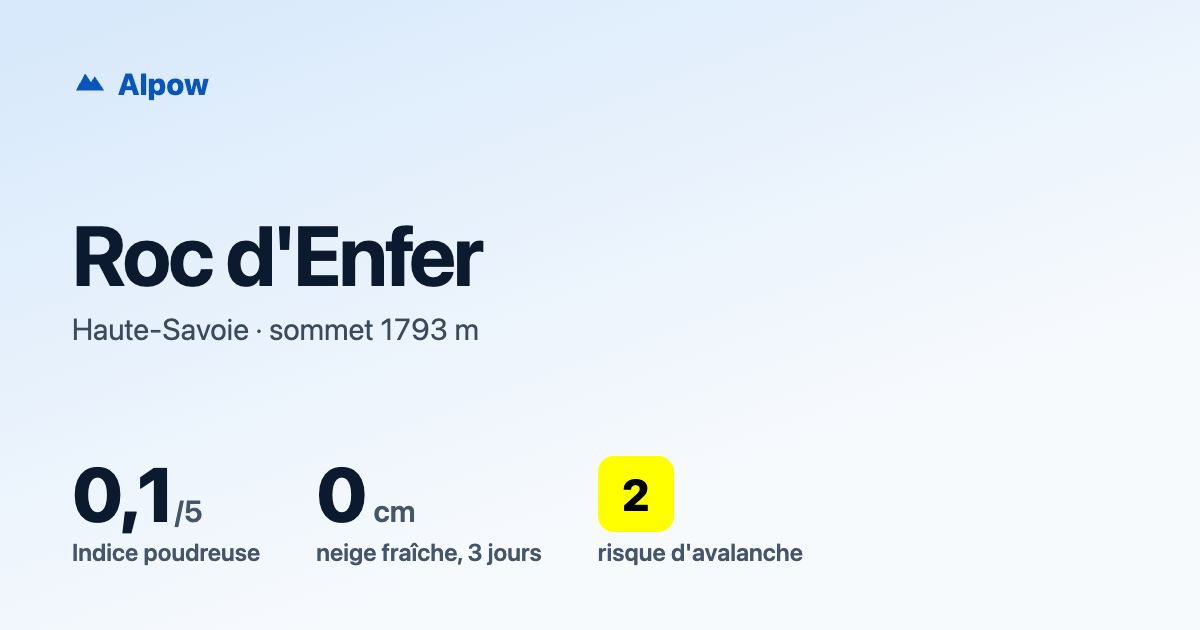 Alpow
Roc d'Enfer
Haute-Savoie · sommet 1793 m
0,1/5
Indice poudreuse
0 cm
neige fraîche, 3 jours
2
risque d'avalanche